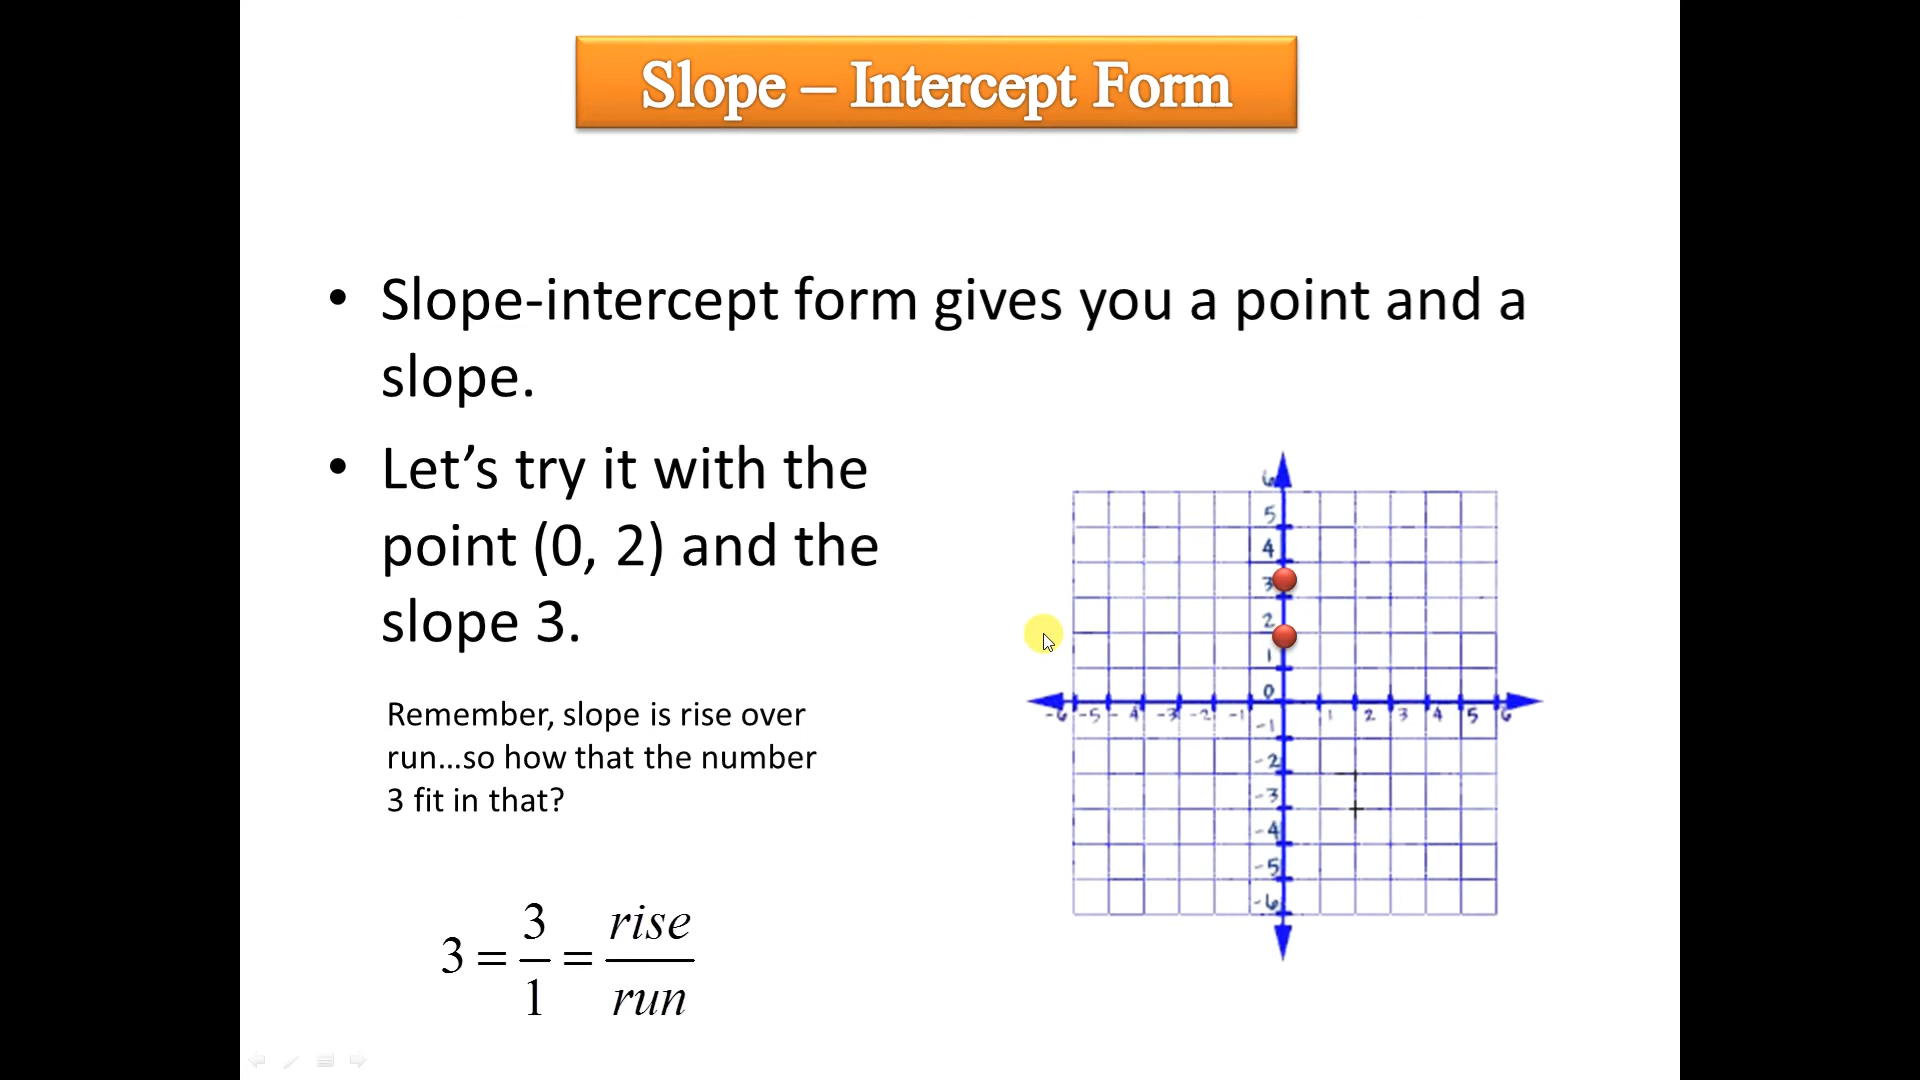 Slope – Intercept Form
• Slope-intercept form gives you a point and a
slope.
• Let’s try it with the
point (0, 2) and the
slope 3.
Remember, slope is rise over
run...so how that the number
3 fit in that?
3 = 3/1 = rise/run
6
5
4
3
2
1
0
-6 -5 -4 -3 -2 -1 1 2 3 4 5 6
-1
-2
-3
-4
-5
-6